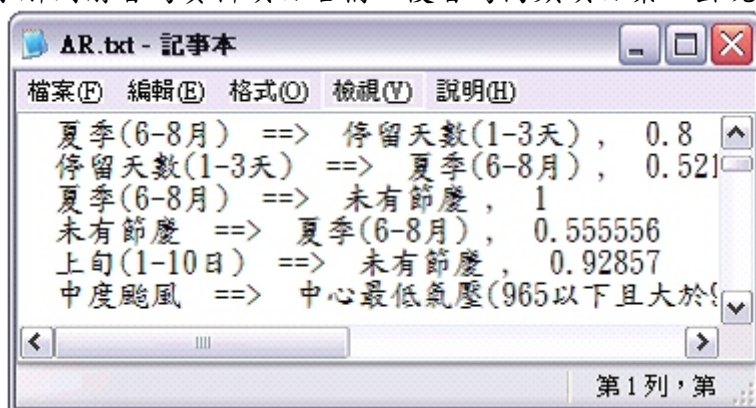 AR.txt - 記事本
檔案(F) 編輯(E) 格式(O) 檢視(V) 說明(H)
夏季(6-8月) ==> 停留天數(1-3天), 0.8
停留天數(1-3天) ==> 夏季(6-8月), 0.521
夏季(6-8月) ==> 未有節慶, 1
未有節慶 ==> 夏季(6-8月), 0.555556
上旬(1-10日) ==> 未有節慶, 0.92857
中度颱風 ==> 中心最低氣壓(965以下且大於
第1列,第